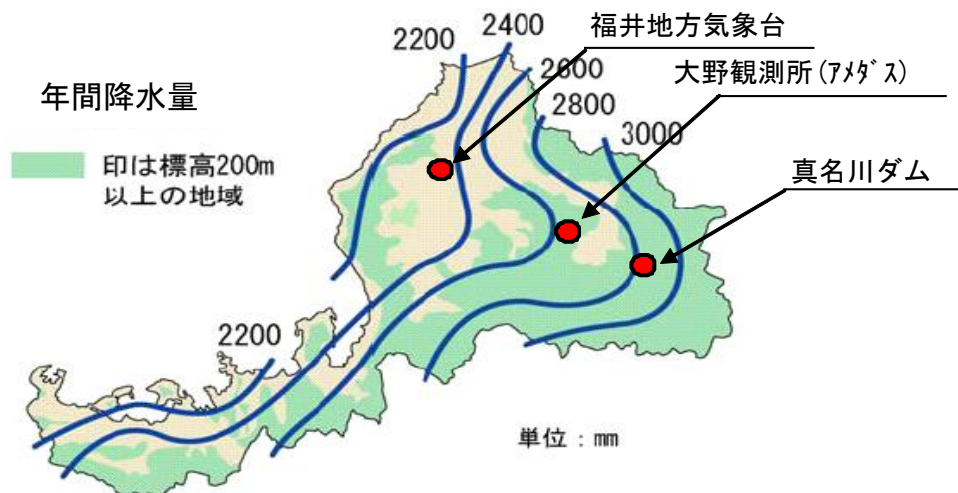 福井地方気象台
2200
2400
大野観測所(ｱﾒﾀﾞｽ)
2600
年間降水量
2800
3000
印は標高200m
以上の地域
真名川ダム
2200
単位：mm